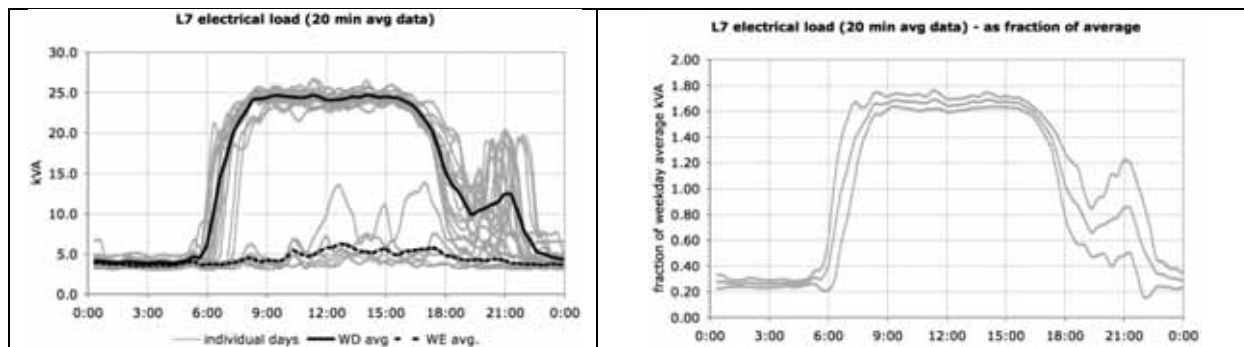 L7 electrical load (20 min avg data)
30.0
25.0
20.0
15.0
10.0
5.0
0.0
kVA
0:00 3:00 6:00 9:00 12:00 15:00 18:00 21:00 0:00
individual days WD avg WE avg.
L7 electrical load (20 min avg data) - as fraction of average
2.00
1.80
1.60
1.40
1.20
1.00
0.80
0.60
0.40
0.20
0.00
fraction of weekday average kVA
0:00 3:00 6:00 9:00 12:00 15:00 18:00 21:00 0:00